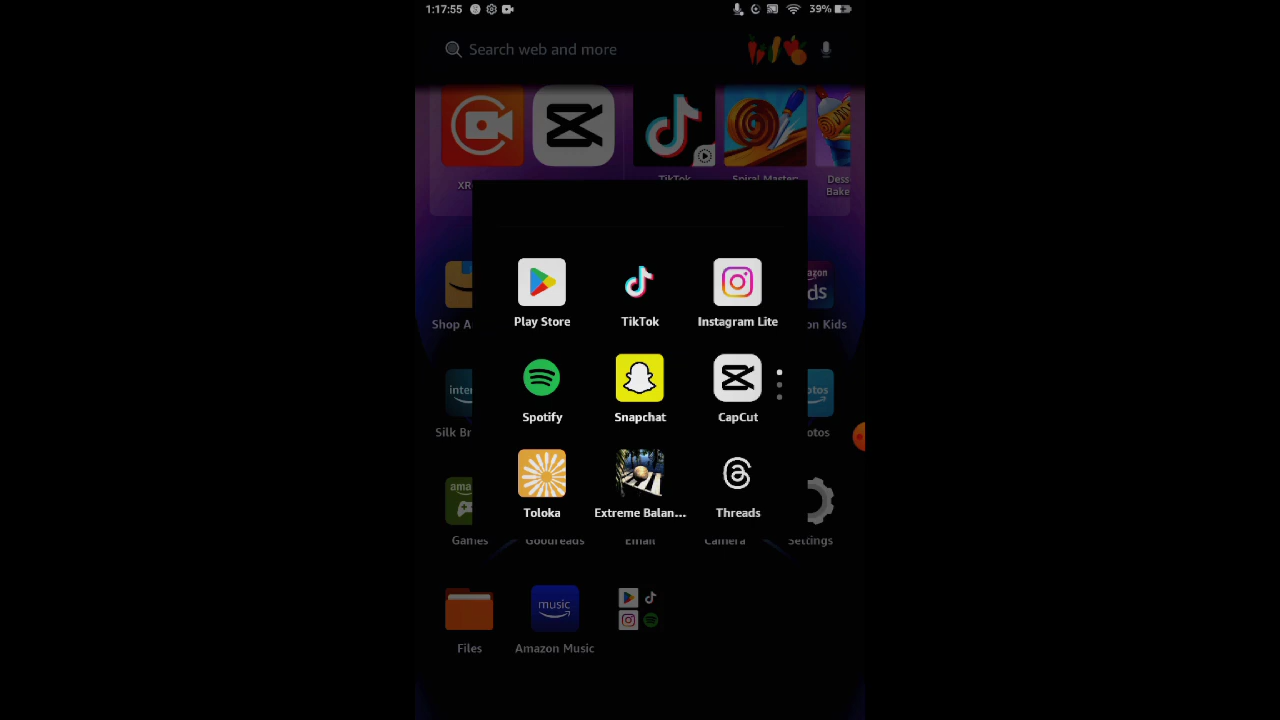 1:17:55
39%
Search web and more
XR
TikTok
Spiral Master:
Dess
Bake
Play Store
TikTok
Instagram Lite
Shop A
on Kids
Spotify
Snapchat
CapCut
Silk Br
otos
Toloka
Extreme Balan...
Threads
Games
Goodreads
Email
Camera
Settings
music
Files
Amazon Music